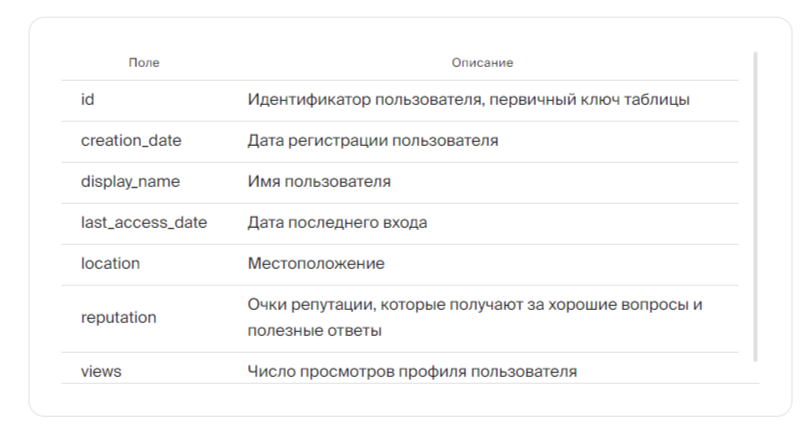 Поле Описание
id Идентификатор пользователя, первичный ключ таблицы
creation_date Дата регистрации пользователя
display_name Имя пользователя
last_access_date Дата последнего входа
location Местоположение
reputation Очки репутации, которые получают за хорошие вопросы и
полезные ответы
views Число просмотров профиля пользователя